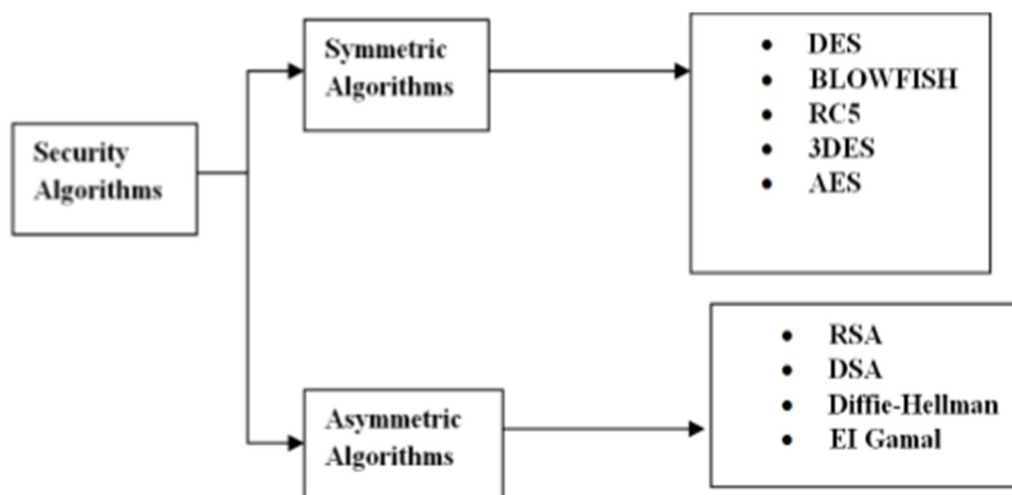 Security
Algorithms
Symmetric
Algorithms
• DES
• BLOWFISH
• RC5
• 3DES
• AES
Asymmetric
Algorithms
• RSA
• DSA
• Diffie-Hellman
• EI Gamal